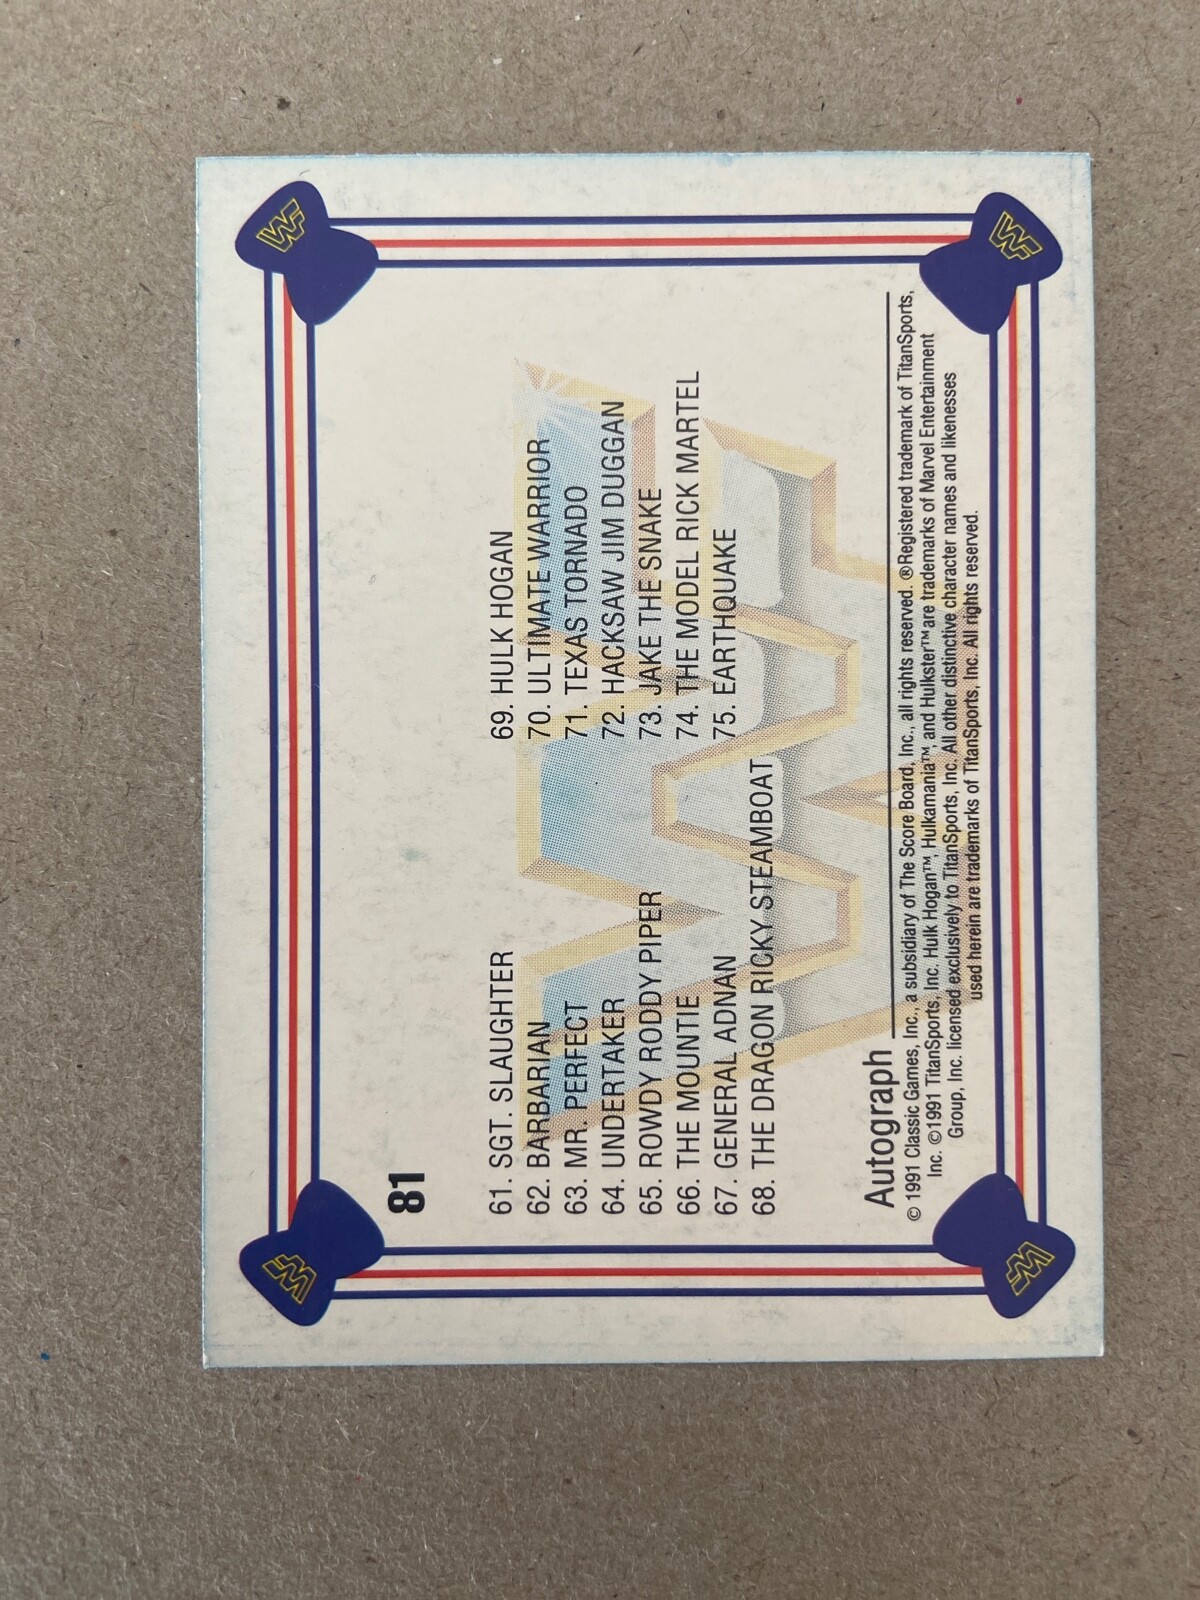 81
61. SGT. SLAUGHTER
62. BARBARIAN
63. MR. PERFECT
64. UNDERTAKER
65. ROWDY RODDY PIPER
66. THE MOUNTIE
67. GENERAL ADNAN
68. THE DRAGON RICKY STEAMBOAT
69. HULK HOGAN
70. ULTIMATE WARRIOR
71. TEXAS TORNADO
72. HACKSAW JIM DUGGAN
73. JAKE THE SNAKE
74. THE MODEL RICK MARTEL
75. EARTHQUAKE
Autograph
© 1991 Classic Games, Inc., a subsidiary of The Score Board, Inc., all rights reserved. ®Registered trademark of TitanSports,
Inc. ©1991 TitanSports, Inc. Hulk Hogan™, Hulkamania™, and Hulkster™ are trademarks of Marvel Entertainment
Group, Inc. licensed exclusively to TitanSports, Inc. All other distinctive character names and likenesses
used herein are trademarks of TitanSports, Inc. All rights reserved.
WF
WF
WF
WF